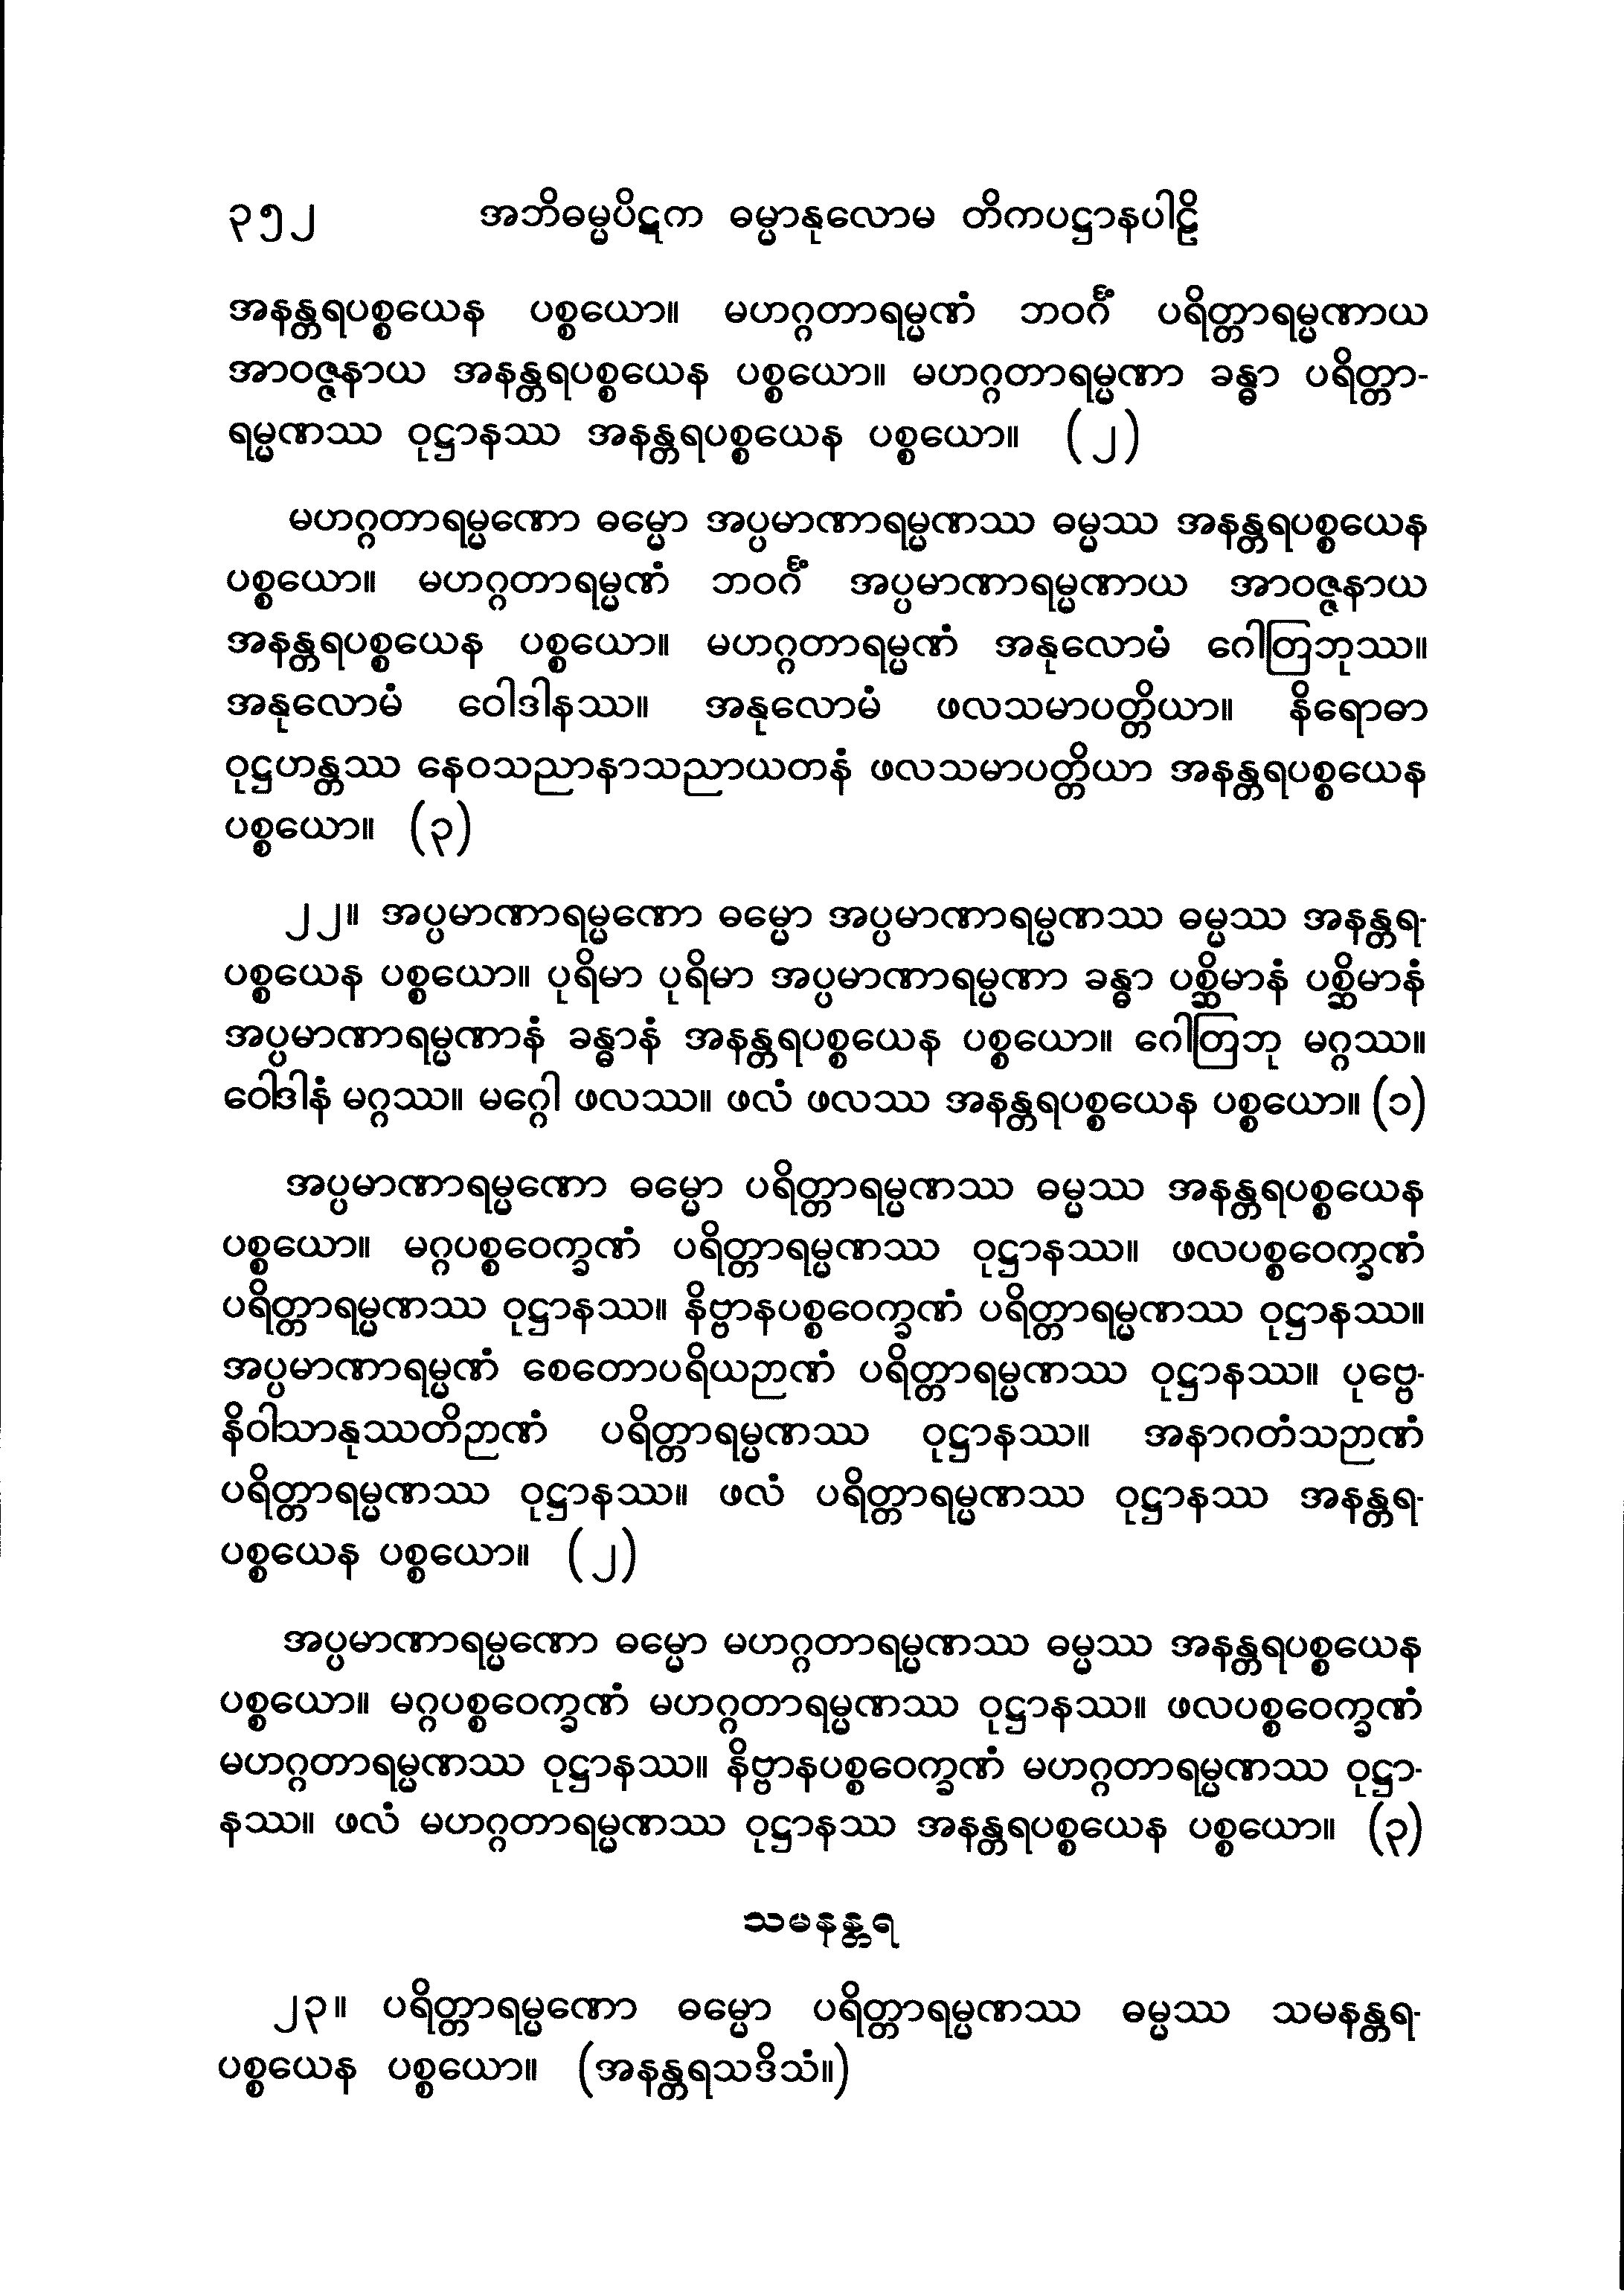 ၃၅၂ အဘိဓမ္မပိဋက ဓမ္မာနုလောမ တိကပဋ္ဌာနပါဠိ
အနန္တရပစ္စယေန ပစ္စယော။ မဟဂ္ဂတာရမ္မဏံ ဘဝင်္ဂံ ပရိတ္တာရမ္မဏာယ
အာဝဇ္ဇနာယ အနန္တရပစ္စယေန ပစ္စယော။ မဟဂ္ဂတာရမ္မဏာ ခန္ဓာ ပရိတ္တာ-
ရမ္မဏဿ ဝုဋ္ဌာနဿ အနန္တရပစ္စယေန ပစ္စယော။ (၂)
မဟဂ္ဂတာရမ္မဏော ဓမ္မော အပ္ပမာဏာရမ္မဏဿ ဓမ္မဿ အနန္တရပစ္စယေန
ပစ္စယော။ မဟဂ္ဂတာရမ္မဏံ ဘဝင်္ဂံ အပ္ပမာဏာရမ္မဏာယ အာဝဇ္ဇနာယ
အနန္တရပစ္စယေန ပစ္စယော။ မဟဂ္ဂတာရမ္မဏံ အနုလောမံ ဂေါတြဘုဿ။
အနုလောမံ ဝေါဒါနဿ။ အနုလောမံ ဖလသမာပတ္တိယာ။ နိရောဓာ
ဝုဋ္ဌဟန္တဿ နေဝသညာနာသညာယတနံ ဖလသမာပတ္တိယာ အနန္တရပစ္စယေန
ပစ္စယော။ (၃)
၂၂။ အပ္ပမာဏာရမ္မဏော ဓမ္မော အပ္ပမာဏာရမ္မဏဿ ဓမ္မဿ အနန္တရ-
ပစ္စယေန ပစ္စယော။ ပုရိမာ ပုရိမာ အပ္ပမာဏာရမ္မဏာ ခန္ဓာ ပစ္ဆိမာနံ ပစ္ဆိမာနံ
အပ္ပမာဏာရမ္မဏာနံ ခန္ဓာနံ အနန္တရပစ္စယေန ပစ္စယော။ ဂေါတြဘု မဂ္ဂဿ။
ဝေါဒါနံ မဂ္ဂဿ။ မဂ္ဂေါ ဖလဿ။ ဖလံ ဖလဿ အနန္တရပစ္စယေန ပစ္စယော။ (၁)
အပ္ပမာဏာရမ္မဏော ဓမ္မော ပရိတ္တာရမ္မဏဿ ဓမ္မဿ အနန္တရပစ္စယေန
ပစ္စယော။ မဂ္ဂပစ္စဝေက္ခဏံ ပရိတ္တာရမ္မဏဿ ဝုဋ္ဌာနဿ။ ဖလပစ္စဝေက္ခဏံ
ပရိတ္တာရမ္မဏဿ ဝုဋ္ဌာနဿ။ နိဗ္ဗာနပစ္စဝေက္ခဏံ ပရိတ္တာရမ္မဏဿ ဝုဋ္ဌာနဿ။
အပ္ပမာဏာရမ္မဏံ စေတောပရိယဉာဏံ ပရိတ္တာရမ္မဏဿ ဝုဋ္ဌာနဿ။ ပုဗ္ဗေ-
နိဝါသာနုဿတိဉာဏံ ပရိတ္တာရမ္မဏဿ ဝုဋ္ဌာနဿ။ အနာဂတံသဉာဏံ
ပရိတ္တာရမ္မဏဿ ဝုဋ္ဌာနဿ။ ဖလံ ပရိတ္တာရမ္မဏဿ ဝုဋ္ဌာနဿ အနန္တရ-
ပစ္စယေန ပစ္စယော။ (၂)
အပ္ပမာဏာရမ္မဏော ဓမ္မော မဟဂ္ဂတာရမ္မဏဿ ဓမ္မဿ အနန္တရပစ္စယေန
ပစ္စယော။ မဂ္ဂပစ္စဝေက္ခဏံ မဟဂ္ဂတာရမ္မဏဿ ဝုဋ္ဌာနဿ။ ဖလပစ္စဝေက္ခဏံ
မဟဂ္ဂတာရမ္မဏဿ ဝုဋ္ဌာနဿ။ နိဗ္ဗာနပစ္စဝေက္ခဏံ မဟဂ္ဂတာရမ္မဏဿ ဝုဋ္ဌာ-
နဿ။ ဖလံ မဟဂ္ဂတာရမ္မဏဿ ဝုဋ္ဌာနဿ အနန္တရပစ္စယေန ပစ္စယော။ (၃)
သမနန္တရ
၂၃။ ပရိတ္တာရမ္မဏော ဓမ္မော ပရိတ္တာရမ္မဏဿ ဓမ္မဿ သမနန္တရ-
ပစ္စယေန ပစ္စယော။ (အနန္တရသဒိသံ။)